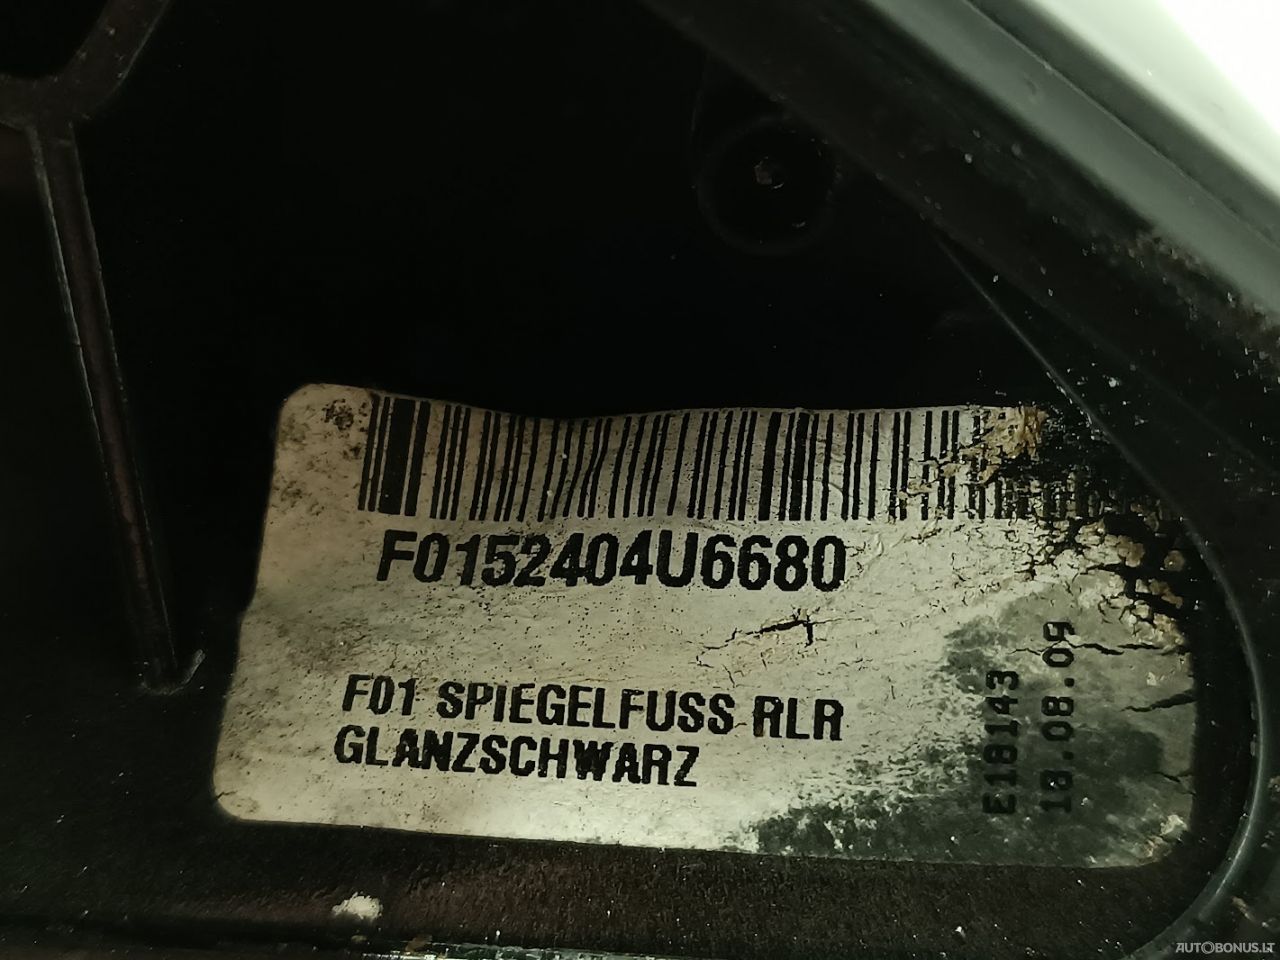 F0152404U6680
F01 SPIEGELFUSS RLR
GLANZSCHWARZ
E18143
18.08.09
AUTOBONUS.LT